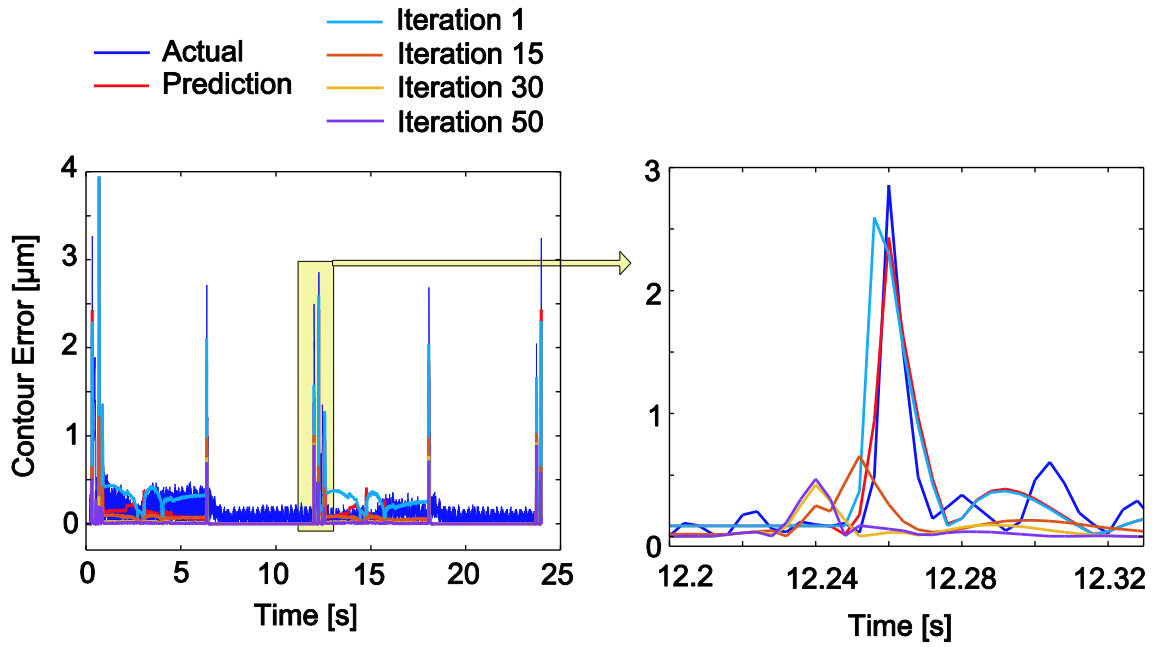 Actual
Prediction
Iteration 1
Iteration 15
Iteration 30
Iteration 50
Contour Error [µm]
4
3
2
1
0
0 5 10 15 20 25
Time [s]
3
2
1
0
12.2 12.24 12.28 12.32
Time [s]